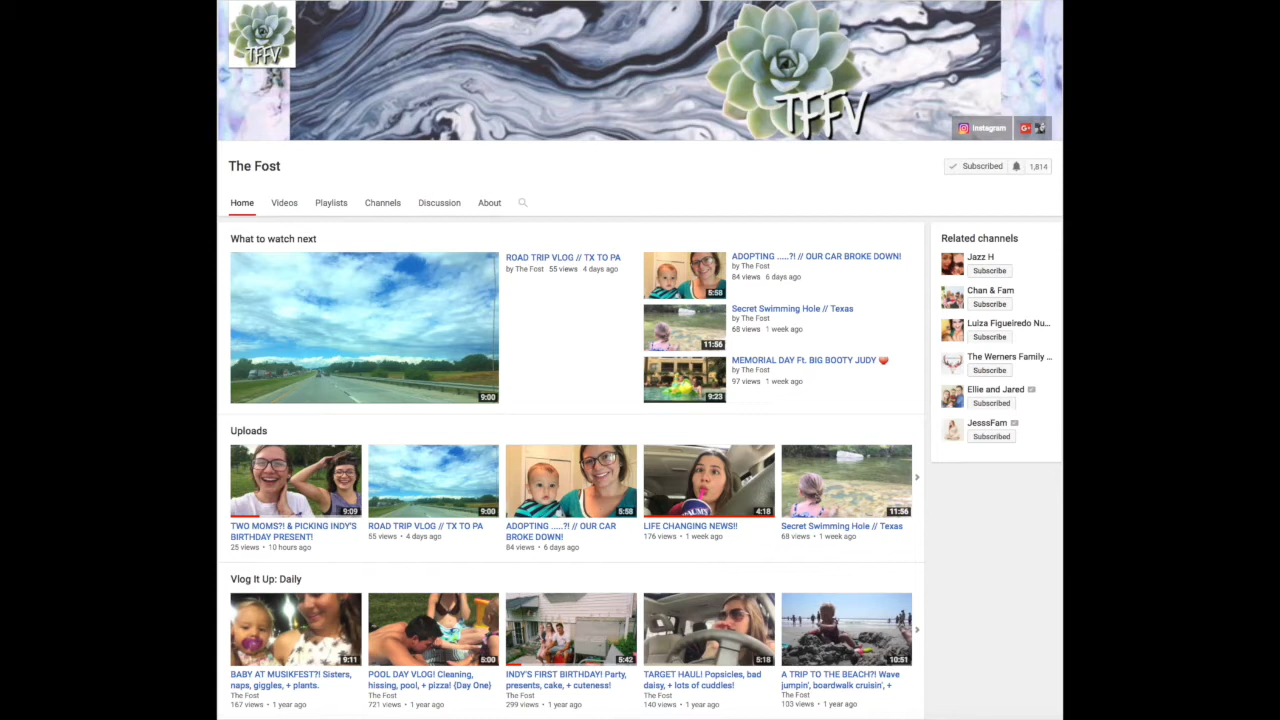 TFFV
TFFV
Instagram
The Fost
Subscribed 1,814
Home Videos Playlists Channels Discussion About
What to watch next
9:00
ROAD TRIP VLOG // TX TO PA
by The Fost 55 views 4 days ago
5:58
ADOPTING .....?! // OUR CAR BROKE DOWN!
by The Fost
84 views 6 days ago
11:56
Secret Swimming Hole // Texas
by The Fost
68 views 1 week ago
9:23
MEMORIAL DAY Ft. BIG BOOTY JUDY ❤
by The Fost
97 views 1 week ago
Related channels
Jazz H
Subscribe
Chan & Fam
Subscribe
Luiza Figueiredo Nu...
Subscribe
The Werners Family ...
Subscribe
Ellie and Jared
Subscribed
JesssFam
Subscribed
Uploads
9:09
TWO MOMS?! & PICKING INDY'S
BIRTHDAY PRESENT!
25 views • 10 hours ago
9:00
ROAD TRIP VLOG // TX TO PA
55 views • 4 days ago
5:58
ADOPTING .....?! // OUR CAR
BROKE DOWN!
84 views • 6 days ago
4:18
LIFE CHANGING NEWS!!
176 views • 1 week ago
11:56
Secret Swimming Hole // Texas
68 views • 1 week ago
Vlog It Up: Daily
9:11
BABY AT MUSIKFEST?! Sisters,
naps, giggles, + plants.
The Fost
167 views • 1 year ago
5:00
POOL DAY VLOG! Cleaning,
hissing, pool, + pizza! {Day One}
The Fost
721 views • 1 year ago
5:42
INDY'S FIRST BIRTHDAY! Party,
presents, cake, + cuteness!
The Fost
299 views • 1 year ago
5:18
TARGET HAUL! Popsicles, bad
daisy, + lots of cuddles!
The Fost
140 views • 1 year ago
10:51
A TRIP TO THE BEACH?! Wave
jumpin', boardwalk cruisin', +
The Fost
103 views • 1 year ago